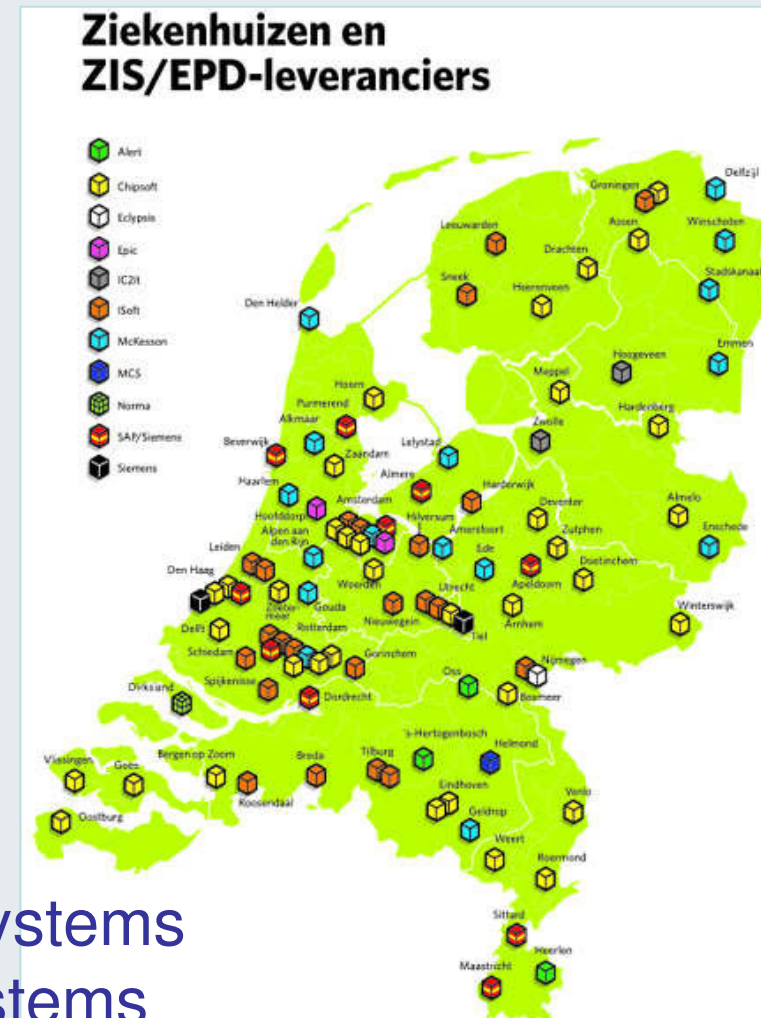 Ziekenhuizen en
ZIS/EPD-leveranciers
Alert
Chipsoft
Eclypsis
Epic
IC2it
ISoft
McKesson
MCS
Norma
SAP/Siemens
Siemens
Delfzijl
Groningen
Leeuwarden
Assen
Winschoten
Drachten
Sneek
Heerenveen
Stadskanaal
Den Helder
Emmen
Hoogeveen
Meppel
Hoorn
Purmerend
Hardenberg
Alkmaar
Zwolle
Beverwijk
Zaandam
Lelystad
Almere
Haarlem
Harderwijk
Amsterdam
Hoofddorp
Deventer
Almelo
Hilversum
Alpen aan
den Rijn
Amersfoort
Zutphen
Enschede
Leiden
Ede
Doetinchem
Den Haag
Woerden
Apeldoorn
Utrecht
Zoeter-
meer
Gouda
Nieuwegein
Arnhem
Winterswijk
Delft
Rotterdam
Tiel
Schiedam
Gorinchem
Nijmegen
Oss
Spijkenisse
Dirksland
Dordrecht
Boxmeer
's-Hertogenbosch
Helmond
Vlissingen
Goes
Bergen op Zoom
Breda
Tilburg
Roosendaal
Eindhoven
Venlo
Oostburg
Geldrop
Weert
Roermond
Sittard
Heerlen
Maastricht
ystems
stems